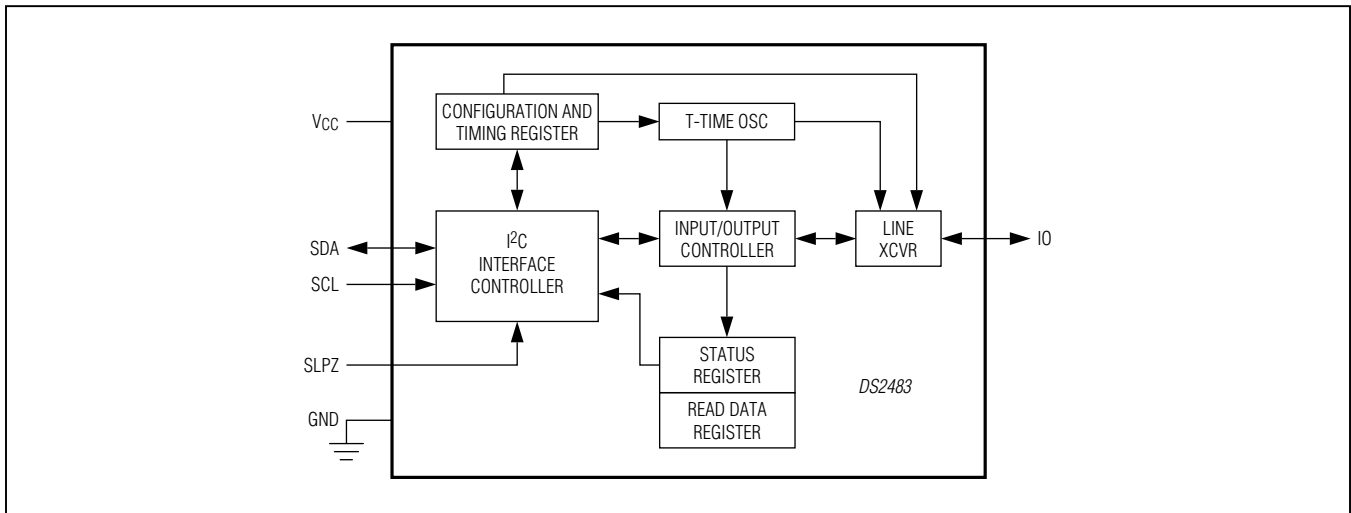 VCC
CONFIGURATION AND
TIMING REGISTER
T-TIME OSC
SDA
SCL
I2C
INTERFACE
CONTROLLER
INPUT/OUTPUT
CONTROLLER
LINE
XCVR
IO
SLPZ
STATUS
REGISTER
DS2483
GND
READ DATA
REGISTER